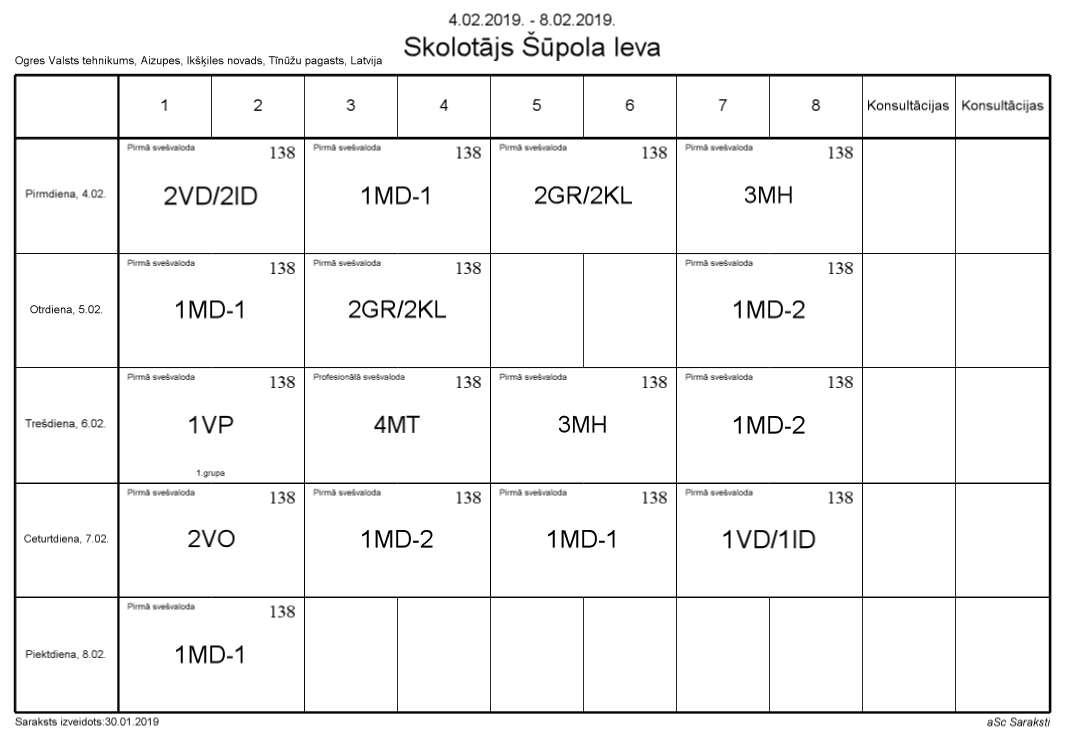 4.02.2019. - 8.02.2019.
Skolotājs Šūpola Ieva
Ogres Valsts tehnikums, Aizupes, Ikšķiles novads, Tīnūžu pagasts, Latvija
1 2 3 4 5 6 7 8 Konsultācijas Konsultācijas
Pirmdiena, 4.02.
Pirmā svešvaloda 138
2VD/2ID
Pirmā svešvaloda 138
1MD-1
Pirmā svešvaloda 138
2GR/2KL
Pirmā svešvaloda 138
3MH
Otrdiena, 5.02.
Pirmā svešvaloda 138
1MD-1
Pirmā svešvaloda 138
2GR/2KL
Pirmā svešvaloda 138
1MD-2
Trešdiena, 6.02.
Pirmā svešvaloda 138
1VP
1.grupa
Profesionālā svešvaloda 138
4MT
Pirmā svešvaloda 138
3MH
Pirmā svešvaloda 138
1MD-2
Ceturtdiena, 7.02.
Pirmā svešvaloda 138
2VO
Pirmā svešvaloda 138
1MD-2
Pirmā svešvaloda 138
1MD-1
Pirmā svešvaloda 138
1VD/1ID
Piektdiena, 8.02.
Pirmā svešvaloda 138
1MD-1
Saraksts izveidots:30.01.2019
aSc Saraksti